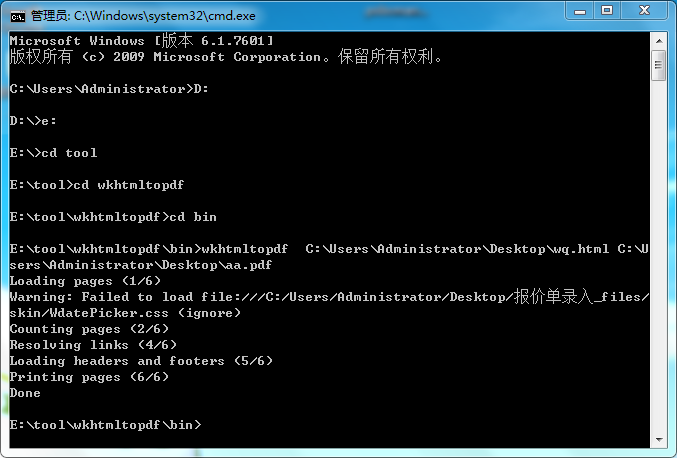 管理员: C:\Windows\system32\cmd.exe
Microsoft Windows [版本 6.1.7601]
版权所有 (c) 2009 Microsoft Corporation。保留所有权利。
C:\Users\Administrator>D:
D:\>e:
E:\>cd tool
E:\tool>cd wkhtmltopdf
E:\tool\wkhtmltopdf>cd bin
E:\tool\wkhtmltopdf\bin>wkhtmltopdf  C:\Users\Administrator\Desktop\wq.html C:\U
sers\Administrator\Desktop\aa.pdf
Loading pages (1/6)
Warning: Failed to load file:///C:/Users/Administrator/Desktop/报价单录入_files/
skin/WdatePicker.css (ignore)
Counting pages (2/6)
Resolving links (4/6)
Loading headers and footers (5/6)
Printing pages (6/6)
Done
E:\tool\wkhtmltopdf\bin>